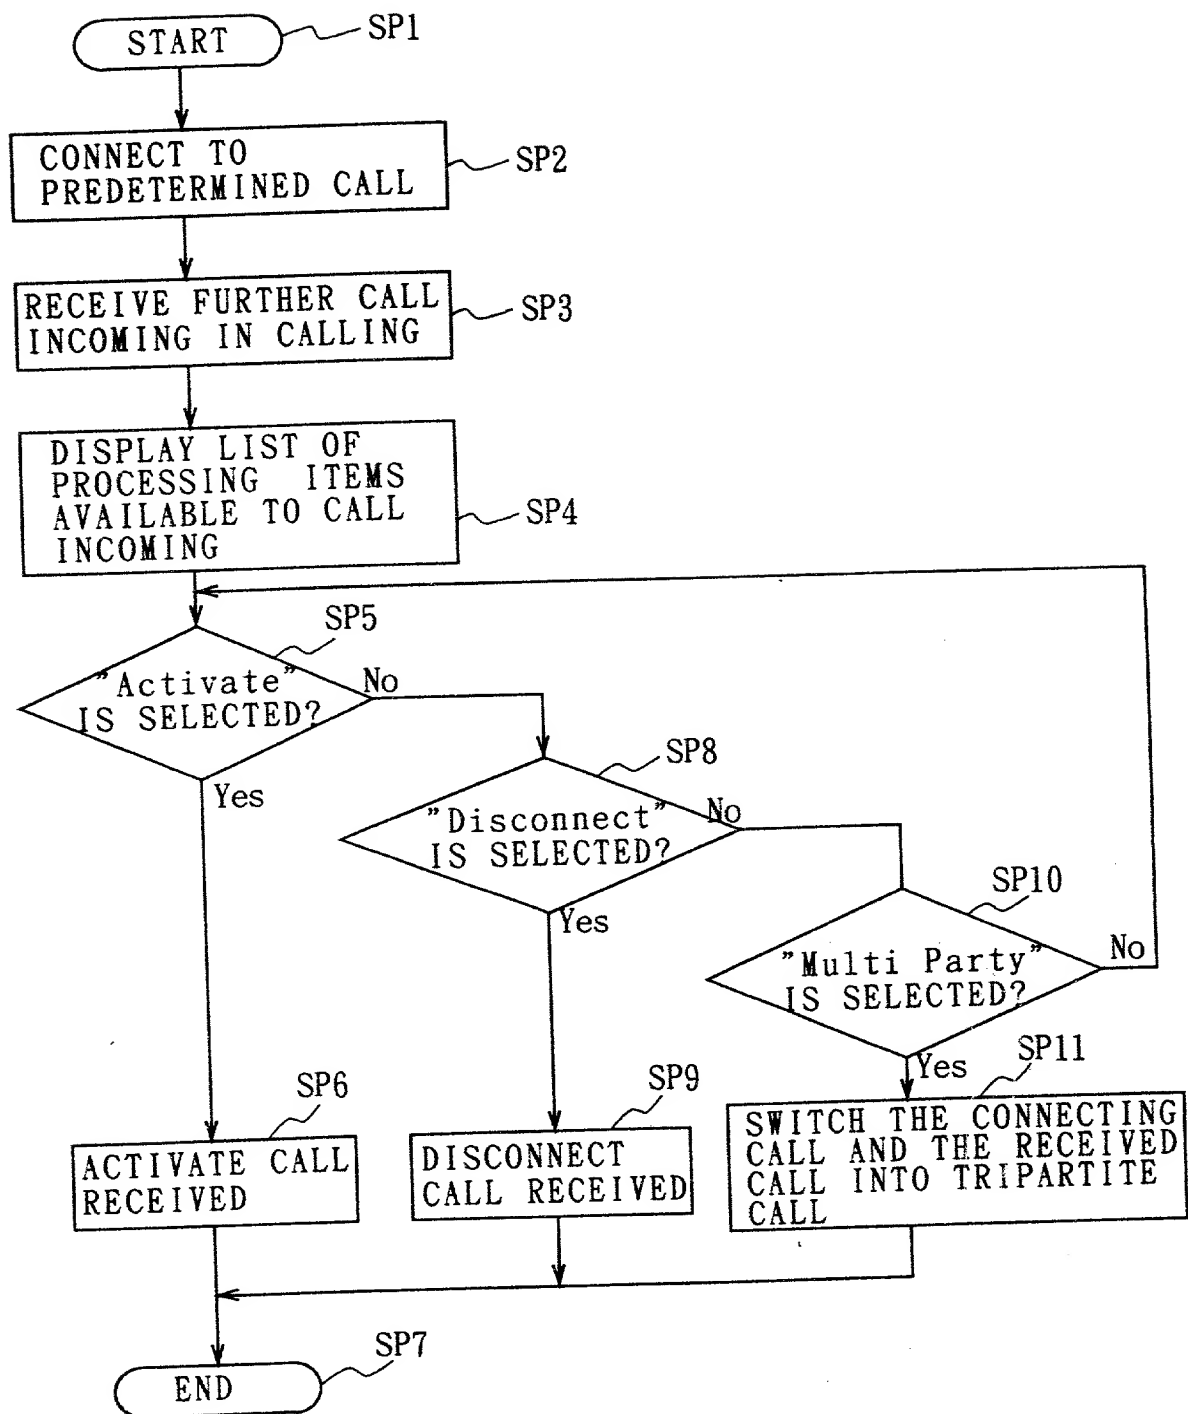 START
SP1
CONNECT TO
PREDETERMINED CALL
SP2
RECEIVE FURTHER CALL
INCOMING IN CALLING
SP3
DISPLAY LIST OF
PROCESSING ITEMS
AVAILABLE TO CALL
INCOMING
SP4
SP5
"Activate"
IS SELECTED?
No
Yes
SP8
"Disconnect"
IS SELECTED?
No
Yes
SP10
"Multi Party"
IS SELECTED?
No
Yes
SP6
ACTIVATE CALL
RECEIVED
SP9
DISCONNECT
CALL RECEIVED
SP11
SWITCH THE CONNECTING
CALL AND THE RECEIVED
CALL INTO TRIPARTITE
CALL
SP7
END